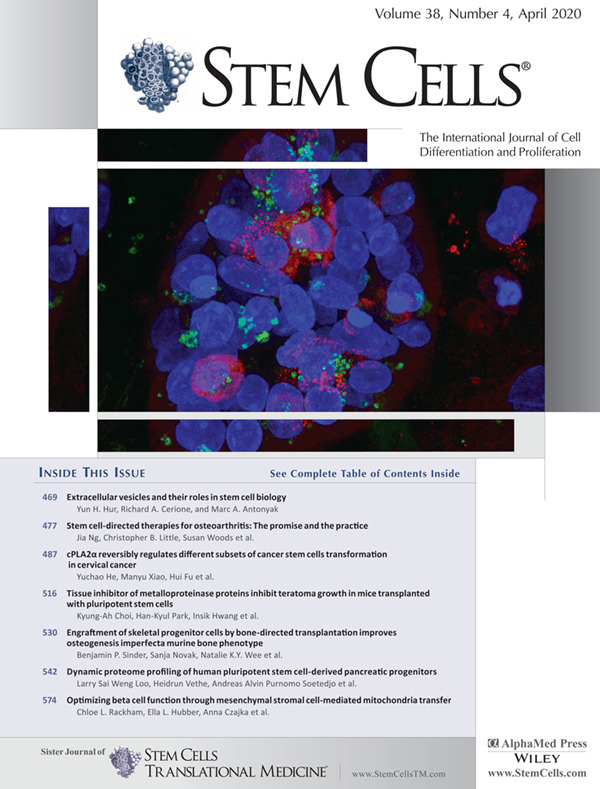 Volume 38, Number 4, April 2020
STEM CELLS®
The International Journal of Cell
Differentiation and Proliferation
INSIDE THIS ISSUE
See Complete Table of Contents Inside
469 Extracellular vesicles and their roles in stem cell biology
Yun H. Hur, Richard A. Cerione, and Marc A. Antonyak
477 Stem cell-directed therapies for osteoarthritis: The promise and the practice
Jia Ng, Christopher B. Little, Susan Woods et al.
487 cPLA2α reversibly regulates different subsets of cancer stem cells transformation
in cervical cancer
Yuchao He, Manyu Xiao, Hui Fu et al.
516 Tissue inhibitor of metalloproteinase proteins inhibit teratoma growth in mice transplanted
with pluripotent stem cells
Kyung-Ah Choi, Han-Kyul Park, Insik Hwang et al.
530 Engraftment of skeletal progenitor cells by bone-directed transplantation improves
osteogenesis imperfecta murine bone phenotype
Benjamin P. Sinder, Sanja Novak, Natalie K.Y. Wee et al.
542 Dynamic proteome profiling of human pluripotent stem cell-derived pancreatic progenitors
Larry Sai Weng Loo, Heidrun Vethe, Andreas Alvin Purnomo Soetedjo et al.
574 Optimizing beta cell function through mesenchymal stromal cell-mediated mitochondria transfer
Chloe L. Rackham, Ella L. Hubber, Anna Czajka et al.
Sister Journal of
STEM CELLS
TRANSLATIONAL MEDICINE®
www.StemCellsTM.com
AlphaMed Press
WILEY
www.StemCells.com